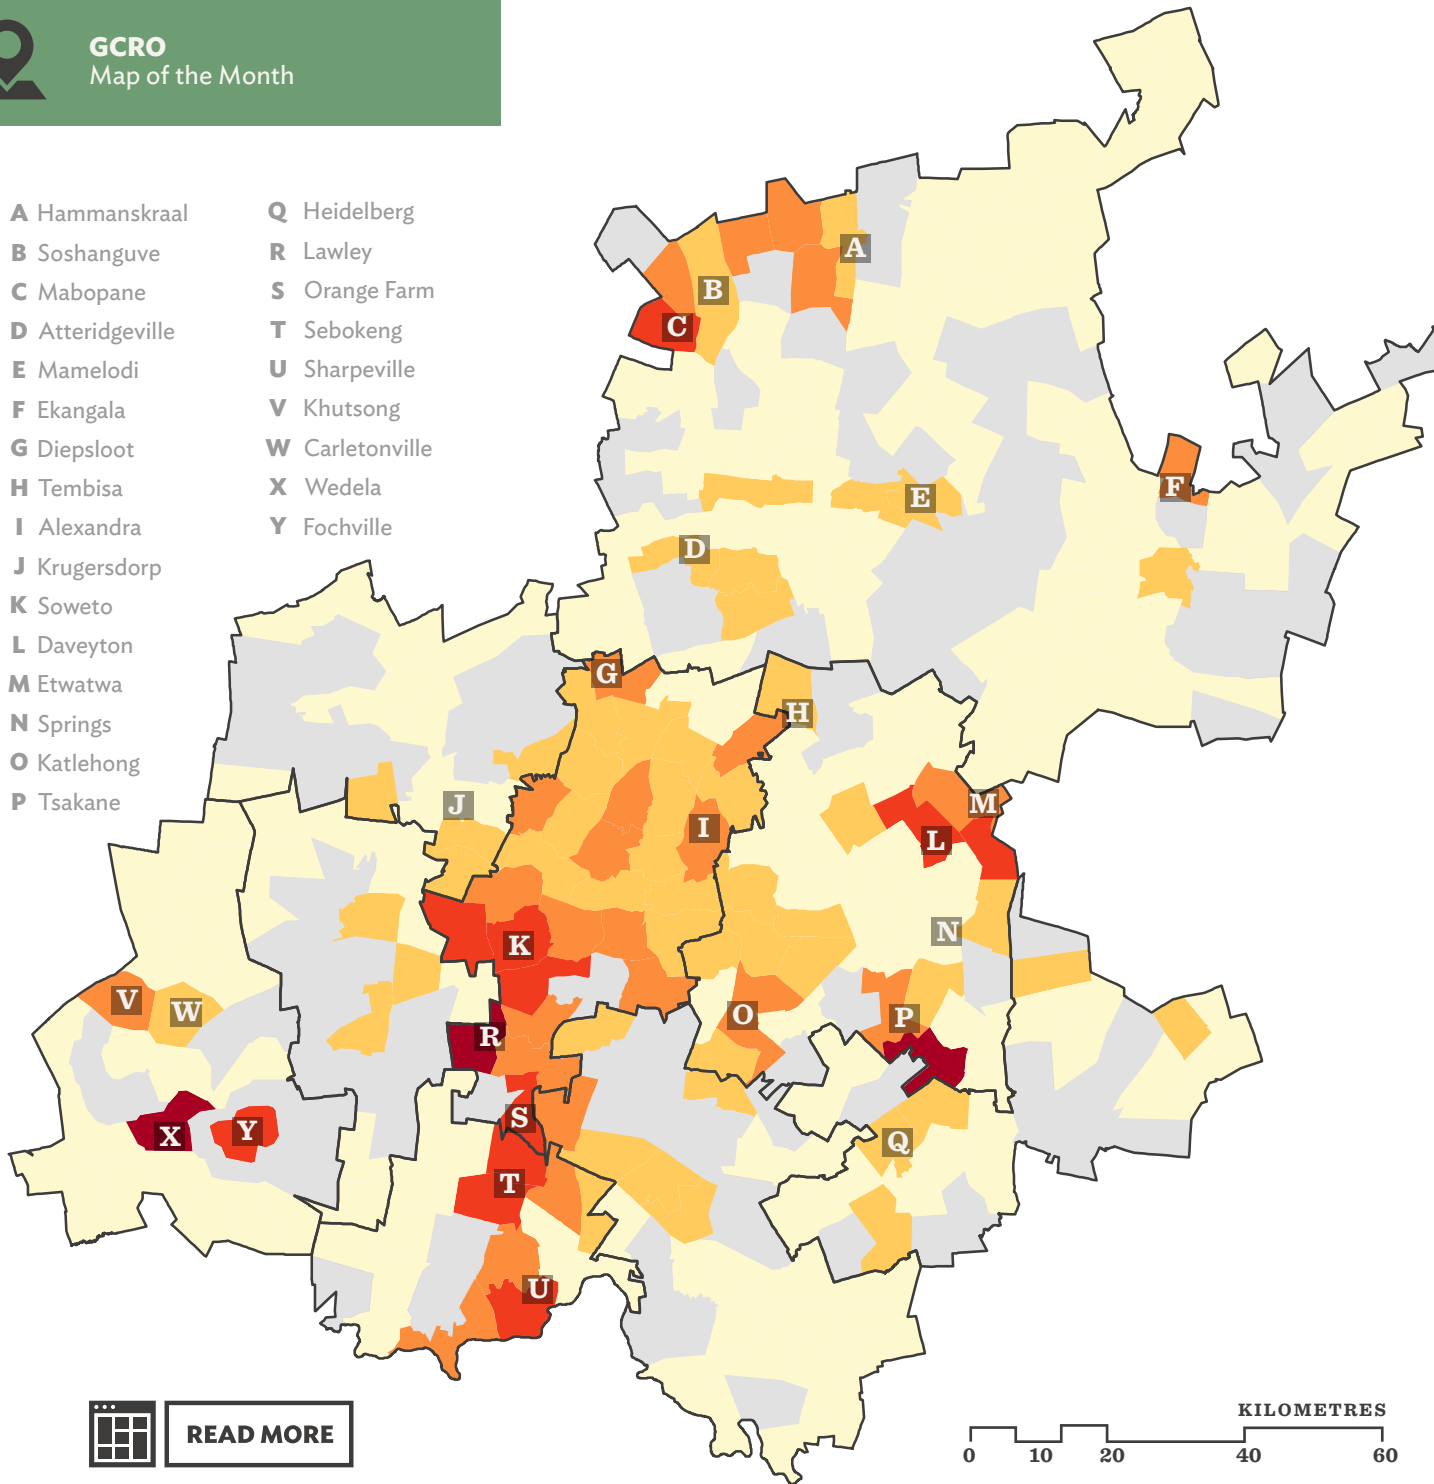 GCRO
Map of the Month
A Hammanskraal
B Soshanguve
C Mabopane
D Atteridgeville
E Mamelodi
F Ekangala
G Diepsloot
H Tembisa
I Alexandra
J Krugersdorp
K Soweto
L Daveyton
M Etwatwa
N Springs
O Katlehong
P Tsakane
Q Heidelberg
R Lawley
S Orange Farm
T Sebokeng
U Sharpeville
V Khutsong
W Carletonville
X Wedela
Y Fochville
A
B
C
F
E
D
G
H
J
I
M
L
K
N
V
W
O
P
R
X
Y
S
Q
T
U
READ MORE
KILOMETRES
0 10 20 40 60